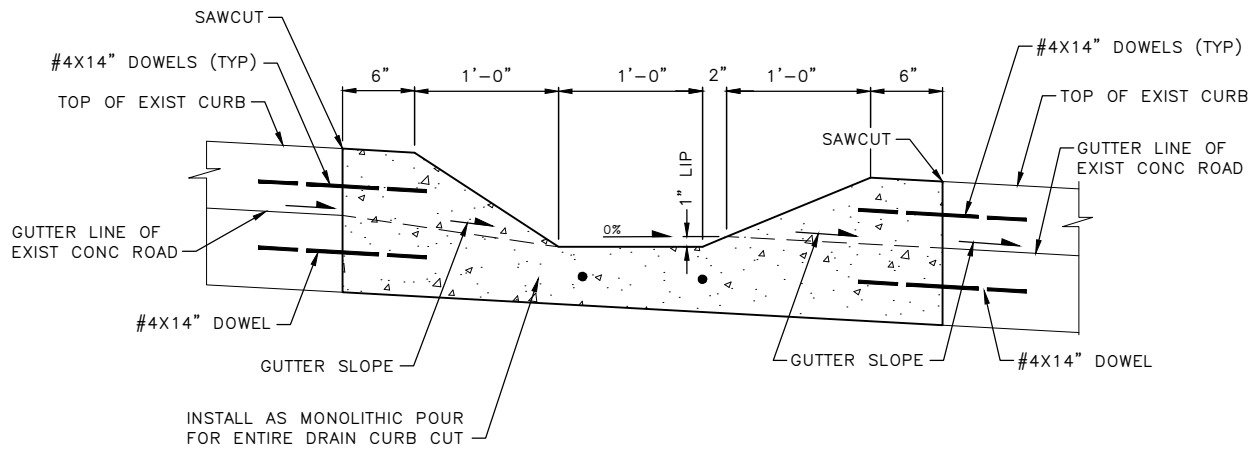 SAWCUT
#4X14" DOWELS (TYP)
TOP OF EXIST CURB
6"
1'-0"
1'-0"
2"
1'-0"
6"
#4X14" DOWELS (TYP)
TOP OF EXIST CURB
SAWCUT
GUTTER LINE OF
EXIST CONC ROAD
1" LIP
0%
GUTTER LINE OF
EXIST CONC ROAD
#4X14" DOWEL
GUTTER SLOPE
GUTTER SLOPE
#4X14" DOWEL
INSTALL AS MONOLITHIC POUR
FOR ENTIRE DRAIN CURB CUT